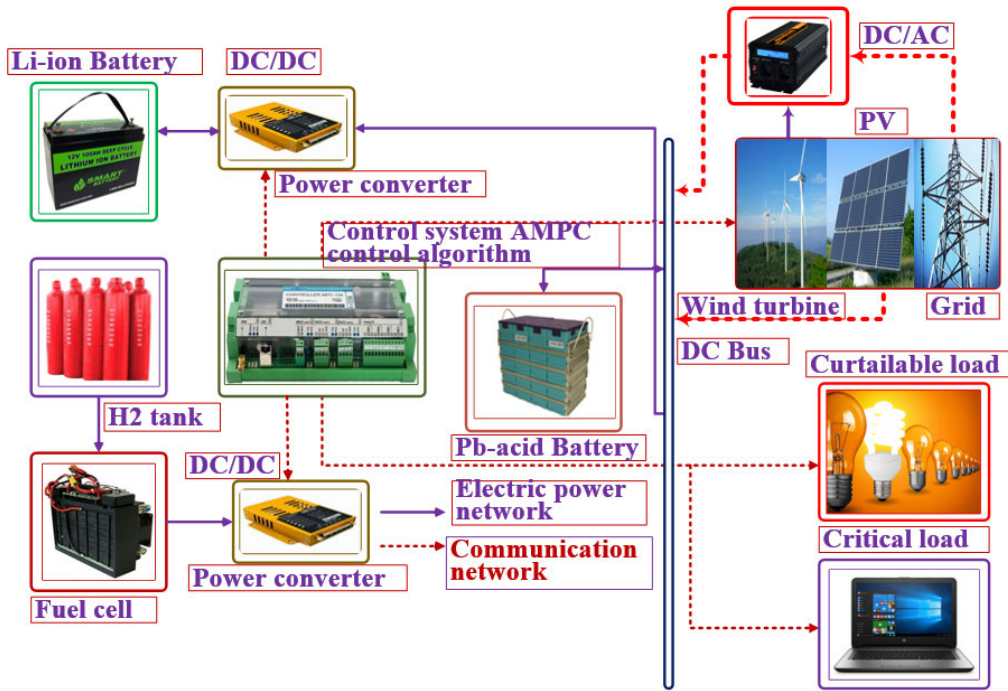 Li-ion Battery
DC/DC
DC/AC
12V 100AH DEEP CYCLE
LITHIUM ION BATTERY
SMART
BATTERY
PV
Power converter
Control system AMPC
control algorithm
Wind turbine
Grid
DC Bus
H2 tank
Pb-acid Battery
Curtailable load
DC/DC
Electric power
network
Communication
network
Critical load
Power converter
Fuel cell